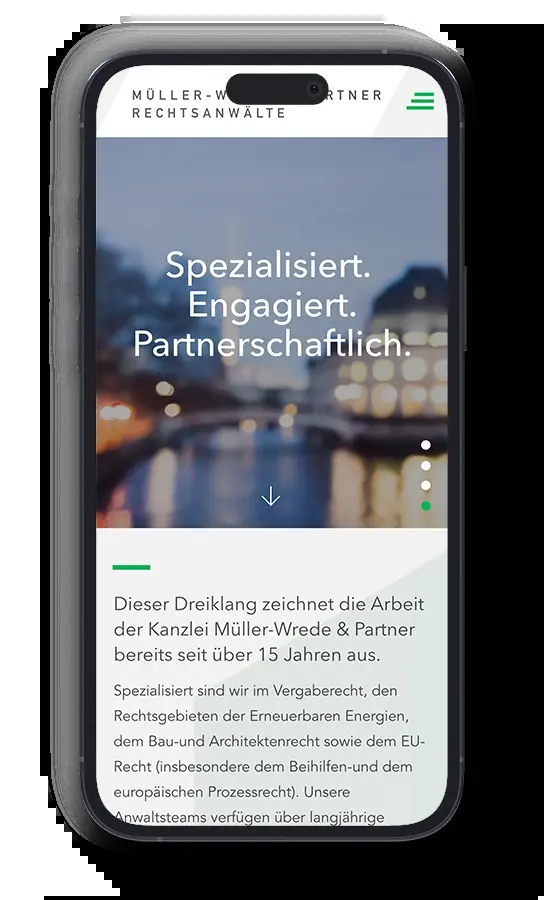 MÜLLER-W RTNER
RECHTSANWÄLTE
Spezialisiert.
Engagiert.
Partnerschaftlich.
Dieser Dreiklang zeichnet die Arbeit
der Kanzlei Müller-Wrede & Partner
bereits seit über 15 Jahren aus.
Spezialisiert sind wir im Vergaberecht, den
Rechtsgebieten der Erneuerbaren Energien,
dem Bau-und Architektenrecht sowie dem EU-
Recht (insbesondere dem Beihilfen-und dem
europäischen Prozessrecht). Unsere
Anwaltsteams verfügen über langjährige